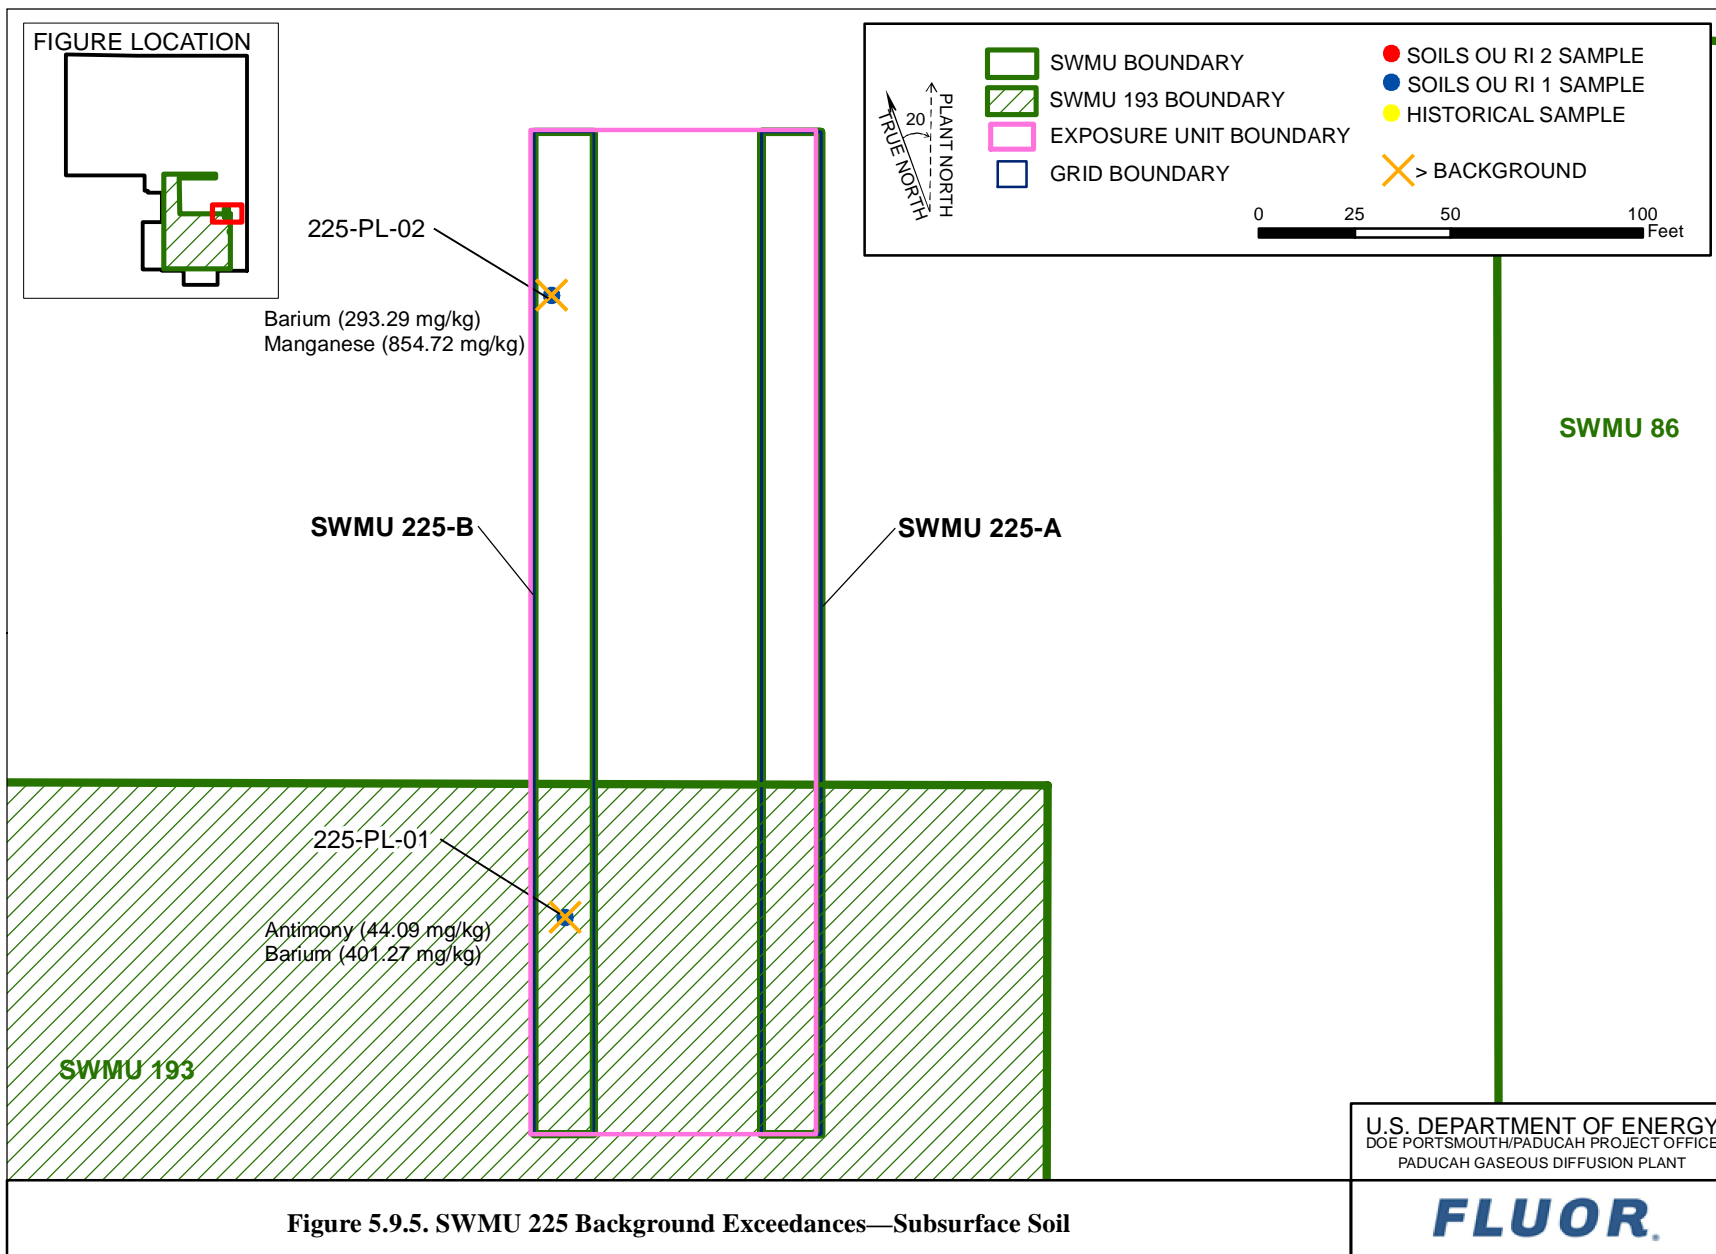 FIGURE LOCATION
SWMU BOUNDARY
SWMU 193 BOUNDARY
EXPOSURE UNIT BOUNDARY
GRID BOUNDARY
SOILS OU RI 2 SAMPLE
SOILS OU RI 1 SAMPLE
HISTORICAL SAMPLE
> BACKGROUND
20
TRUE NORTH
PLANT NORTH
0 25 50 100
Feet
225-PL-02
Barium (293.29 mg/kg)
Manganese (854.72 mg/kg)
SWMU 86
SWMU 225-B
SWMU 225-A
225-PL-01
Antimony (44.09 mg/kg)
Barium (401.27 mg/kg)
SWMU 193
U.S. DEPARTMENT OF ENERGY
DOE PORTSMOUTH/PADUCAH PROJECT OFFICE
PADUCAH GASEOUS DIFFUSION PLANT
Figure 5.9.5. SWMU 225 Background Exceedances—Subsurface Soil
FLUOR®